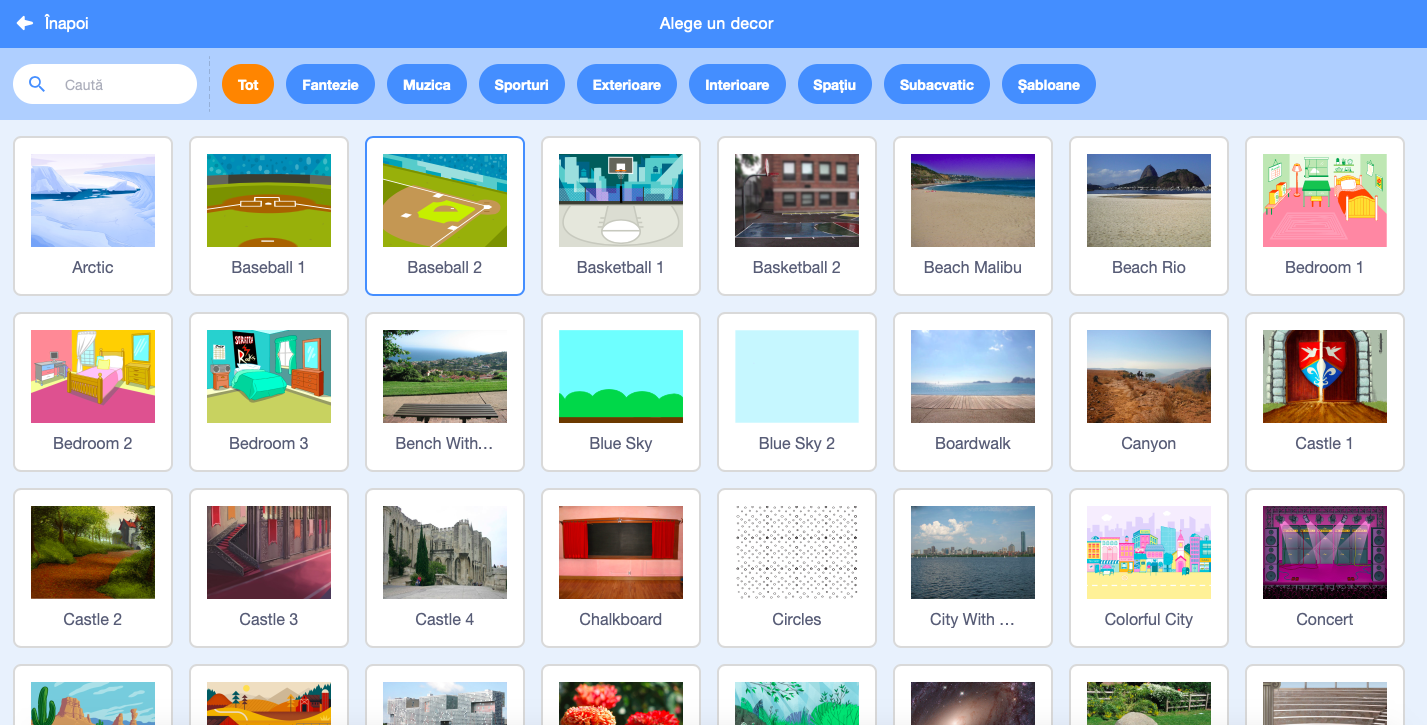 Înapoi
Alege un decor
Caută
Tot
Fantezie
Muzica
Sporturi
Exterioare
Interioare
Spațiu
Subacvatic
Șabloane
Arctic
Baseball 1
Baseball 2
Basketball 1
Basketball 2
Beach Malibu
Beach Rio
Bedroom 1
SCRATCH
Bedroom 2
Bedroom 3
Bench With...
Blue Sky
Blue Sky 2
Boardwalk
Canyon
Castle 1
Castle 2
Castle 3
Castle 4
Chalkboard
Circles
City With ...
Colorful City
Concert